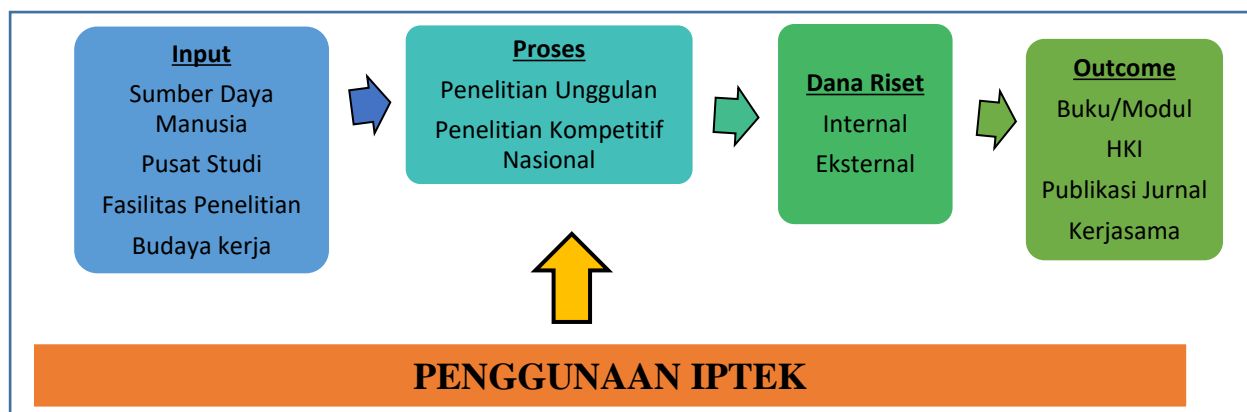 Input
Sumber Daya
Manusia
Pusat Studi
Fasilitas Penelitian
Budaya kerja
Proses
Penelitian Unggulan
Penelitian Kompetitif
Nasional
Dana Riset
Internal
Eksternal
Outcome
Buku/Modul
HKI
Publikasi Jurnal
Kerjasama
PENGGUNAAN IPTEK